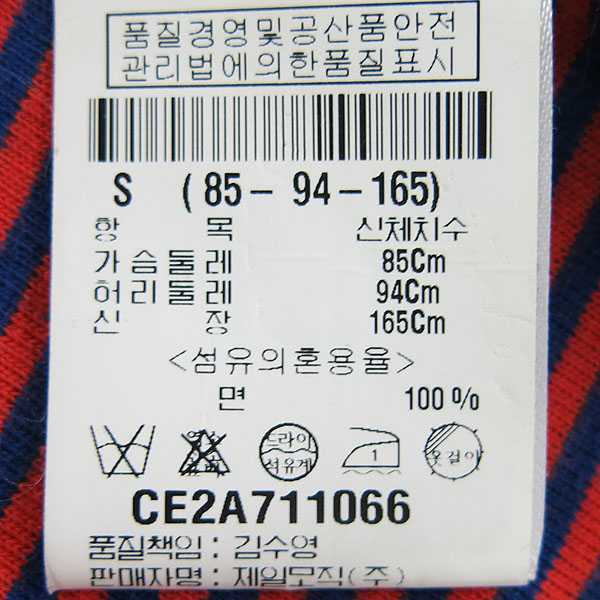 품질경영및공산품안전
관리법에의한품질표시
S (85-94-165)
항 목 신체치수
가슴둘레 85Cm
허리둘레 94Cm
신 장 165Cm
<섬유의혼용율>
면 100%
드라이
석유계
1
옷걸이
CE2A711066
품질책임 : 김수영
판매자명 : 제일모직(주)